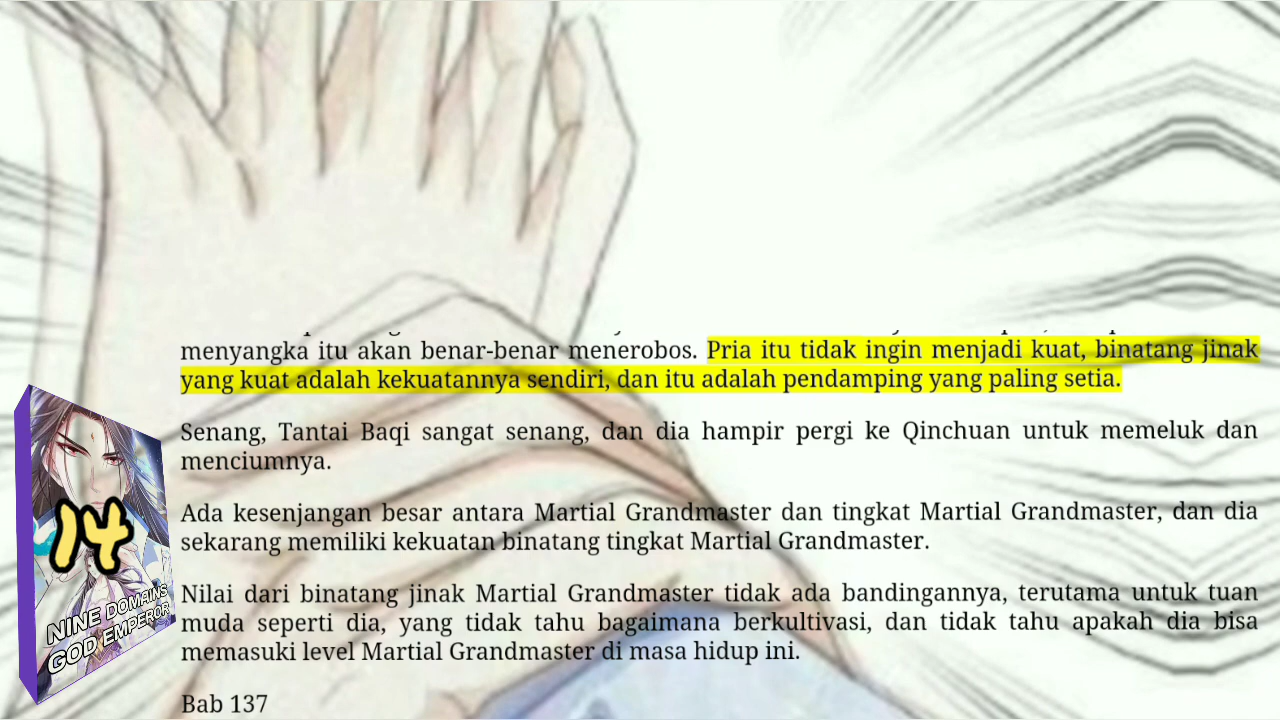 menyangka itu akan benar-benar menerobos. Pria itu tidak ingin menjadi kuat, binatang jinak
yang kuat adalah kekuatannya sendiri, dan itu adalah pendamping yang paling setia.
Senang, Tantai Baqi sangat senang, dan dia hampir pergi ke Qinchuan untuk memeluk dan
menciumnya.
Ada kesenjangan besar antara Martial Grandmaster dan tingkat Martial Grandmaster, dan dia
sekarang memiliki kekuatan binatang tingkat Martial Grandmaster.
Nilai dari binatang jinak Martial Grandmaster tidak ada bandingannya, terutama untuk tuan
muda seperti dia, yang tidak tahu bagaimana berkultivasi, dan tidak tahu apakah dia bisa
memasuki level Martial Grandmaster di masa hidup ini.
Bab 137
14
NINE DOMAINS
GOD EMPEROR